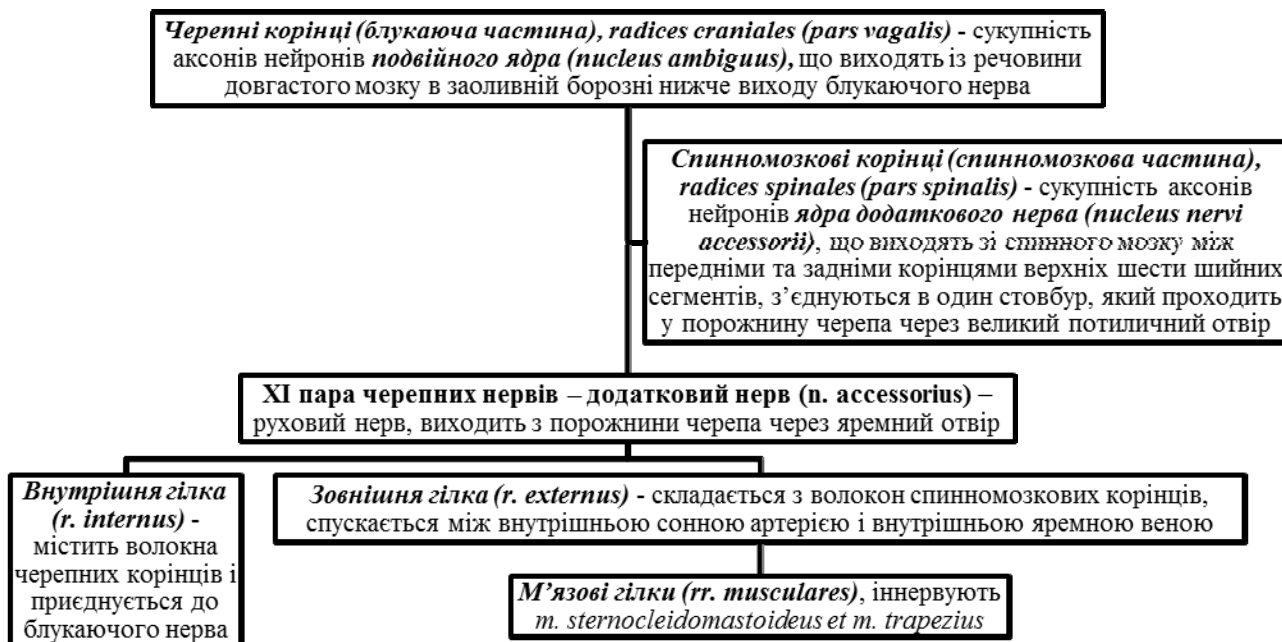 Черепні корінці (блукаюча частина), radices craniales (pars vagalis) - сукупність
аксонів нейронів подвійного ядра (nucleus ambiguus), що виходять із речовини
довгастого мозку в заоливній борозні нижче виходу блукаючого нерва
Спинномозкові корінці (спинномозкова частина),
radices spinales (pars spinalis) - сукупність аксонів
нейронів ядра додаткового нерва (nucleus nervi
accessorii), що виходять зі спинного мозку між
передніми та задніми корінцями верхніх шести шийних
сегментів, з’єднуються в один стовбур, який проходить
у порожнину черепа через великий потиличний отвір
XI пара черепних нервів – додатковий нерв (n. accessorius) –
руховий нерв, виходить з порожнини черепа через яремний отвір
Внутрішня гілка
(r. internus) -
містить волокна
черепних корінців і
приєднується до
блукаючого нерва
Зовнішня гілка (r. externus) - складається з волокон спинномозкових корінців,
спускається між внутрішньою сонною артерією і внутрішньою яремною веною
М’язові гілки (rr. musculares), іннервують
m. sternocleidomastoideus et m. trapezius